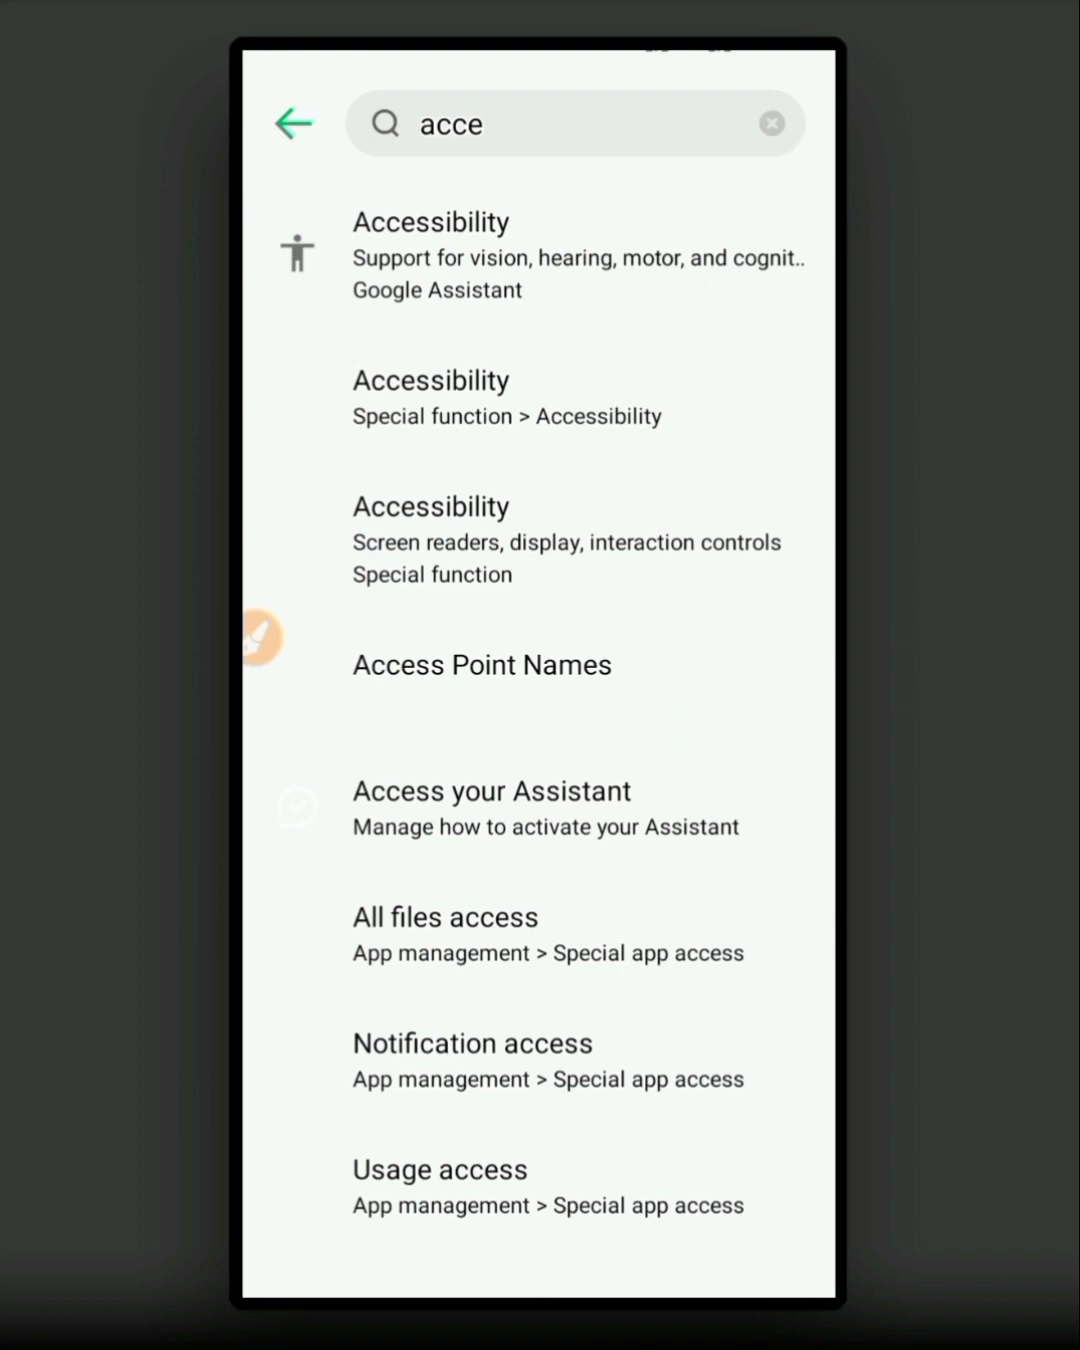 acce
Accessibility
Support for vision, hearing, motor, and cognit..
Google Assistant
Accessibility
Special function > Accessibility
Accessibility
Screen readers, display, interaction controls
Special function
Access Point Names
Access your Assistant
Manage how to activate your Assistant
All files access
App management > Special app access
Notification access
App management > Special app access
Usage access
App management > Special app access